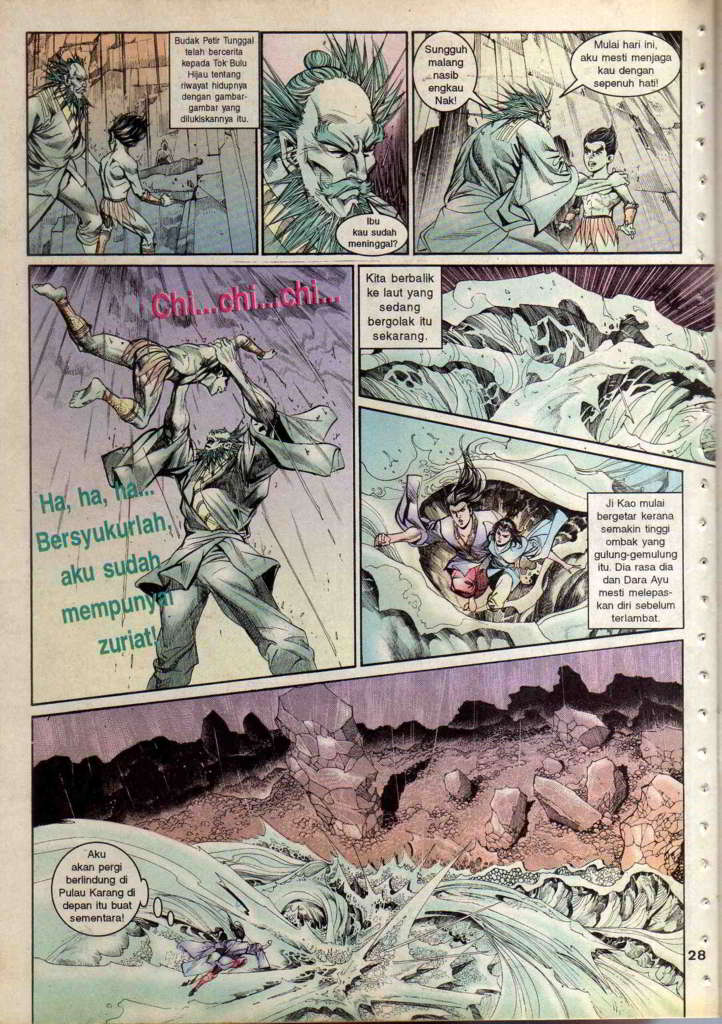 Budak Petir Tunggal
telah bercerita
kepada Tok Bulu
Hijau tentang
riwayat hidupnya
dengan gambar-
gambar yang
dilukiskannya itu.
Ibu
kau sudah
meninggal?
Sungguh
malang
nasib
engkau
Nak!
Mulai hari ini,
aku mesti menjaga
kau dengan
sepenuh hati!
Chi...chi...chi...
Ha, ha, ha...
Bersyukurlah,
aku sudah
mempunyai
zuriat!
Kita berbalik
ke laut yang
sedang
bergolak itu
sekarang.
Ji Kao mulai
bergetar kerana
semakin tinggi
ombak yang
gulung-gemulung
itu. Dia rasa dia
dan Dara Ayu
mesti melepas-
kan diri sebelum
terlambat.
Aku
akan pergi
berlindung di
Pulau Karang di
depan itu buat
sementara!
28